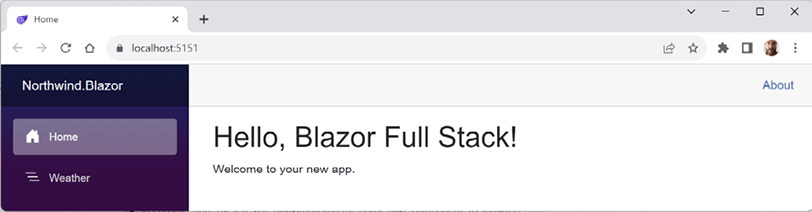 Home
localhost:5151
Northwind.Blazor
About
Home
Hello, Blazor Full Stack!
Welcome to your new app.
Weather